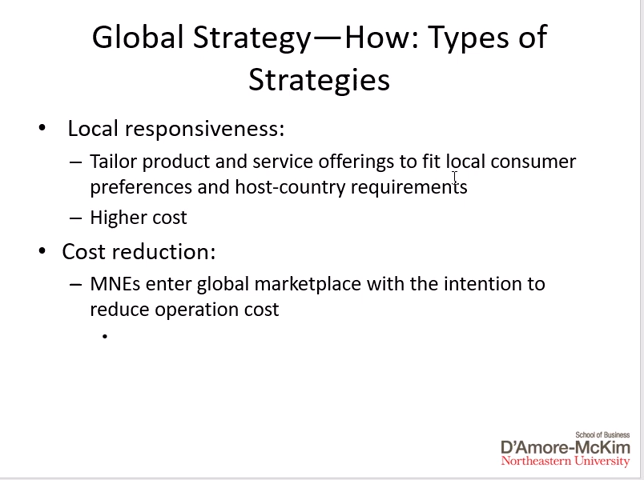 Global Strategy—How: Types of
Strategies
• Local responsiveness:
– Tailor product and service offerings to fit local consumer
preferences and host-country requirements
– Higher cost
• Cost reduction:
– MNEs enter global marketplace with the intention to
reduce operation cost
•
School of Business
D'Amore-McKim
Northeastern University